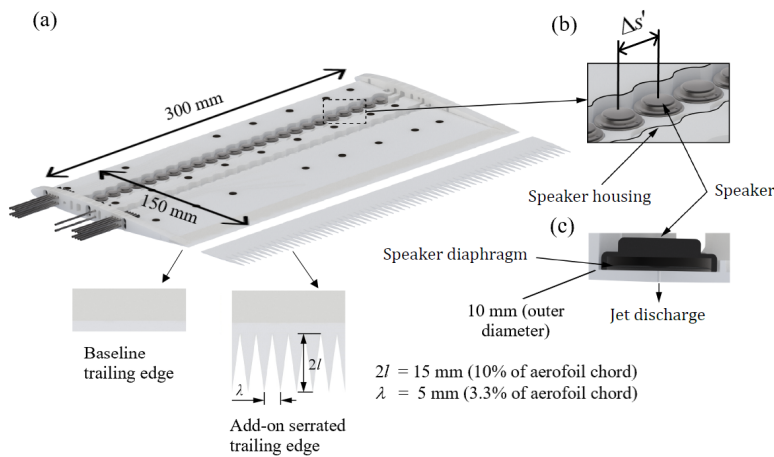 (a)
300 mm
150 mm
(b)
Δs'
Speaker housing
Speaker
(c)
Speaker diaphragm
10 mm (outer
diameter)
Jet discharge
Baseline
trailing edge
2l
λ
Add-on serrated
trailing edge
2l = 15 mm (10% of aerofoil chord)
λ = 5 mm (3.3% of aerofoil chord)